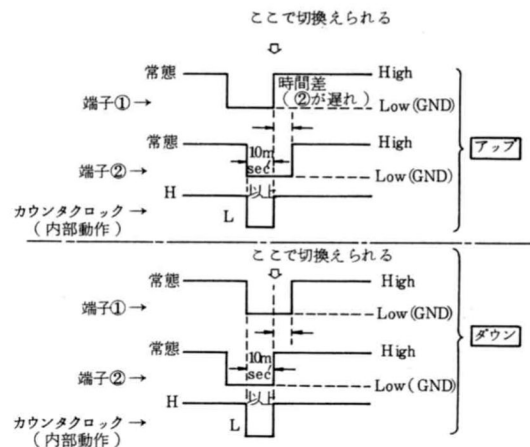 ここで切換えられる
常態
High
時間差
(②が遅れ)
端子①→
Low(GND)
常態
High
10m
sec
端子②→
Low(GND)
アップ
H
以上
カウンタクロック→
(内部動作)
L
ここで切換えられる
常態
High
端子①→
Low(GND)
ダウン
常態
High
10m
sec
端子②→
Low(GND)
H
以上
カウンタクロック→
(内部動作)
L